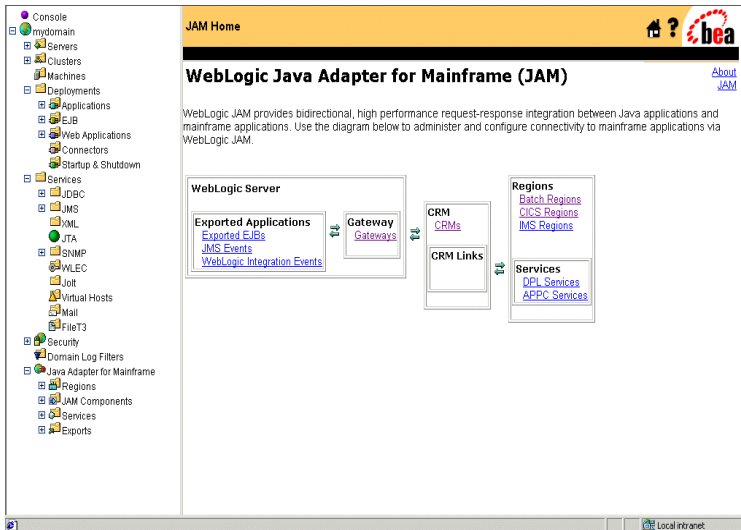 Console
mydomain
Servers
Clusters
Machines
Deployments
Applications
EJB
Web Applications
Connectors
Startup & Shutdown
Services
JDBC
JMS
XML
JTA
SNMP
WLEC
Jolt
Virtual Hosts
Mail
FileT3
Security
Domain Log Filters
Java Adapter for Mainframe
Regions
JAM Components
Services
Exports
JAM Home
?
bea
WebLogic Java Adapter for Mainframe (JAM)
About
JAM
WebLogic JAM provides bidirectional, high performance request-response integration between Java applications and
mainframe applications. Use the diagram below to administer and configure connectivity to mainframe applications via
WebLogic JAM.
WebLogic Server
Exported Applications
Exported EJBs
JMS Events
WebLogic Integration Events
Gateway
Gateways
CRM
CRMs
CRM Links
Regions
Batch Regions
CICS Regions
IMS Regions
Services
DPL Services
APPC Services
Local intranet